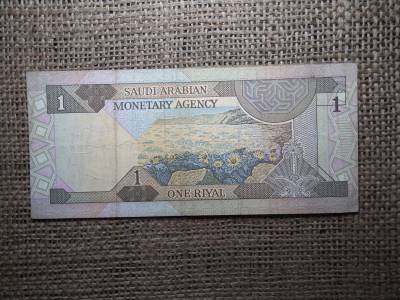 1
SAUDI ARABIAN
MONETARY AGENCY
1
1
ONE RIYAL